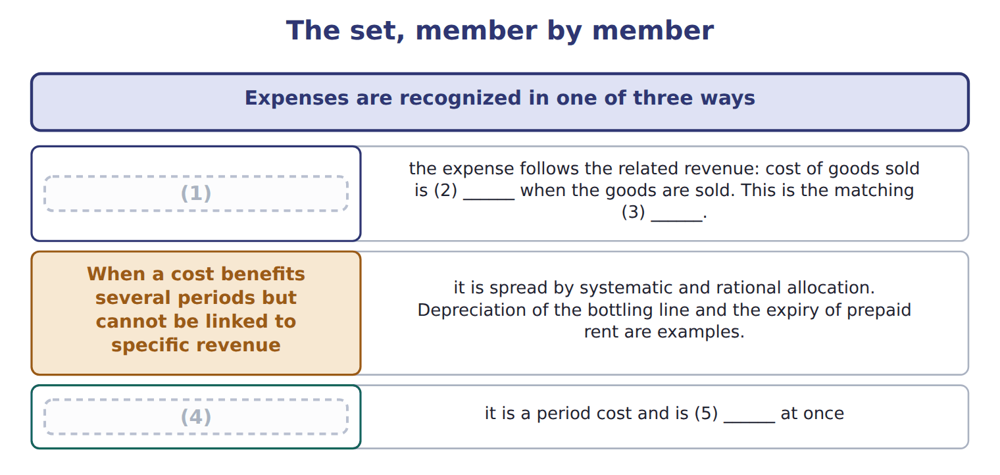 The set, member by member
Expenses are recognized in one of three ways
(1)
the expense follows the related revenue: cost of goods sold
is (2) ______ when the goods are sold. This is the matching
(3) ______.
When a cost benefits
several periods but
cannot be linked to
specific revenue
it is spread by systematic and rational allocation.
Depreciation of the bottling line and the expiry of prepaid
rent are examples.
(4)
it is a period cost and is (5) ______ at once